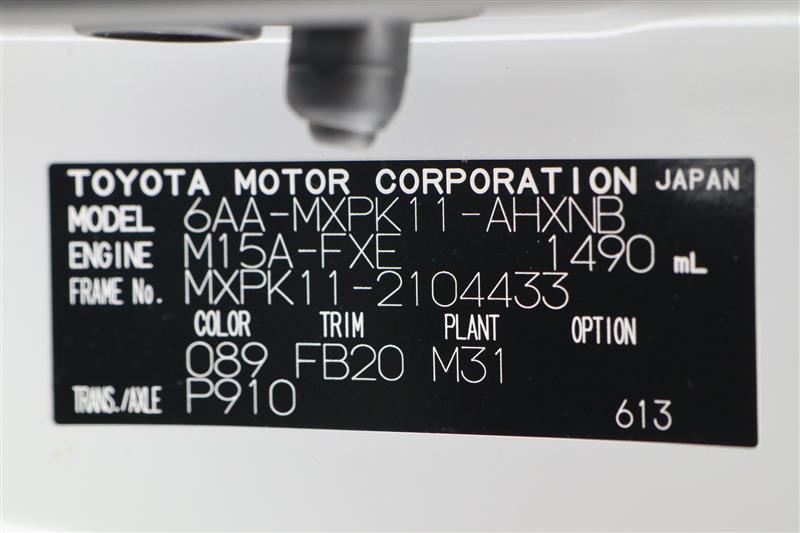 TOYOTA MOTOR CORPORATION JAPAN
MODEL 6AA-MXPK11-AHXNB
ENGINE M15A-FXE 1490 mL
FRAME No. MXPK11-2104433
COLOR TRIM PLANT OPTION
089 FB20 M31
TRANS./AXLE P910
613